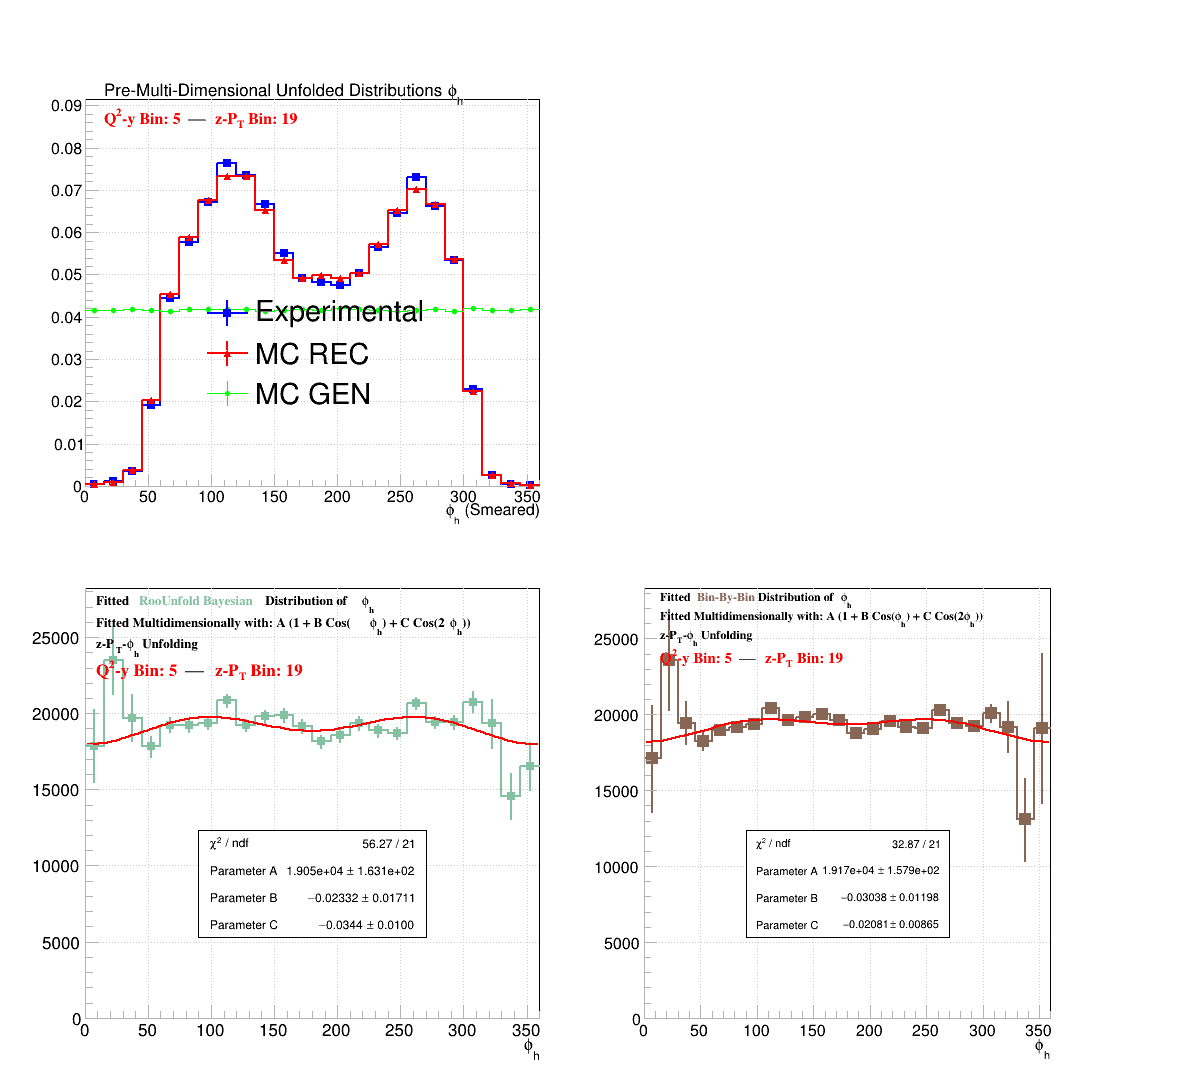 Pre-Multi-Dimensional Unfolded Distributions ϕh
Q2-y Bin: 5 — z-PT Bin: 19
0.09
0.08
0.07
0.06
0.05
0.04
0.03
0.02
0.01
0
Experimental
MC REC
MC GEN
0 50 100 150 200 250 300 350
ϕh (Smeared)
Fitted RooUnfold Bayesian Distribution of ϕh
Fitted Multidimensionally with: A (1 + B Cos( ϕh) + C Cos(2 ϕh))
z-PT-ϕh Unfolding
Q2-y Bin: 5 — z-PT Bin: 19
25000
20000
15000
10000
5000
0
χ2 / ndf 56.27 / 21
Parameter A 1.905e+04 ± 1.631e+02
Parameter B −0.02332 ± 0.01711
Parameter C −0.0344 ± 0.0100
0 50 100 150 200 250 300 350
ϕh
Fitted Bin-By-Bin Distribution of ϕh
Fitted Multidimensionally with: A (1 + B Cos(ϕh) + C Cos(2ϕh))
z-PT-ϕh Unfolding
Q2-y Bin: 5 — z-PT Bin: 19
25000
20000
15000
10000
5000
0
χ2 / ndf 32.87 / 21
Parameter A 1.917e+04 ± 1.579e+02
Parameter B −0.03038 ± 0.01198
Parameter C −0.02081 ± 0.00865
0 50 100 150 200 250 300 350
ϕh